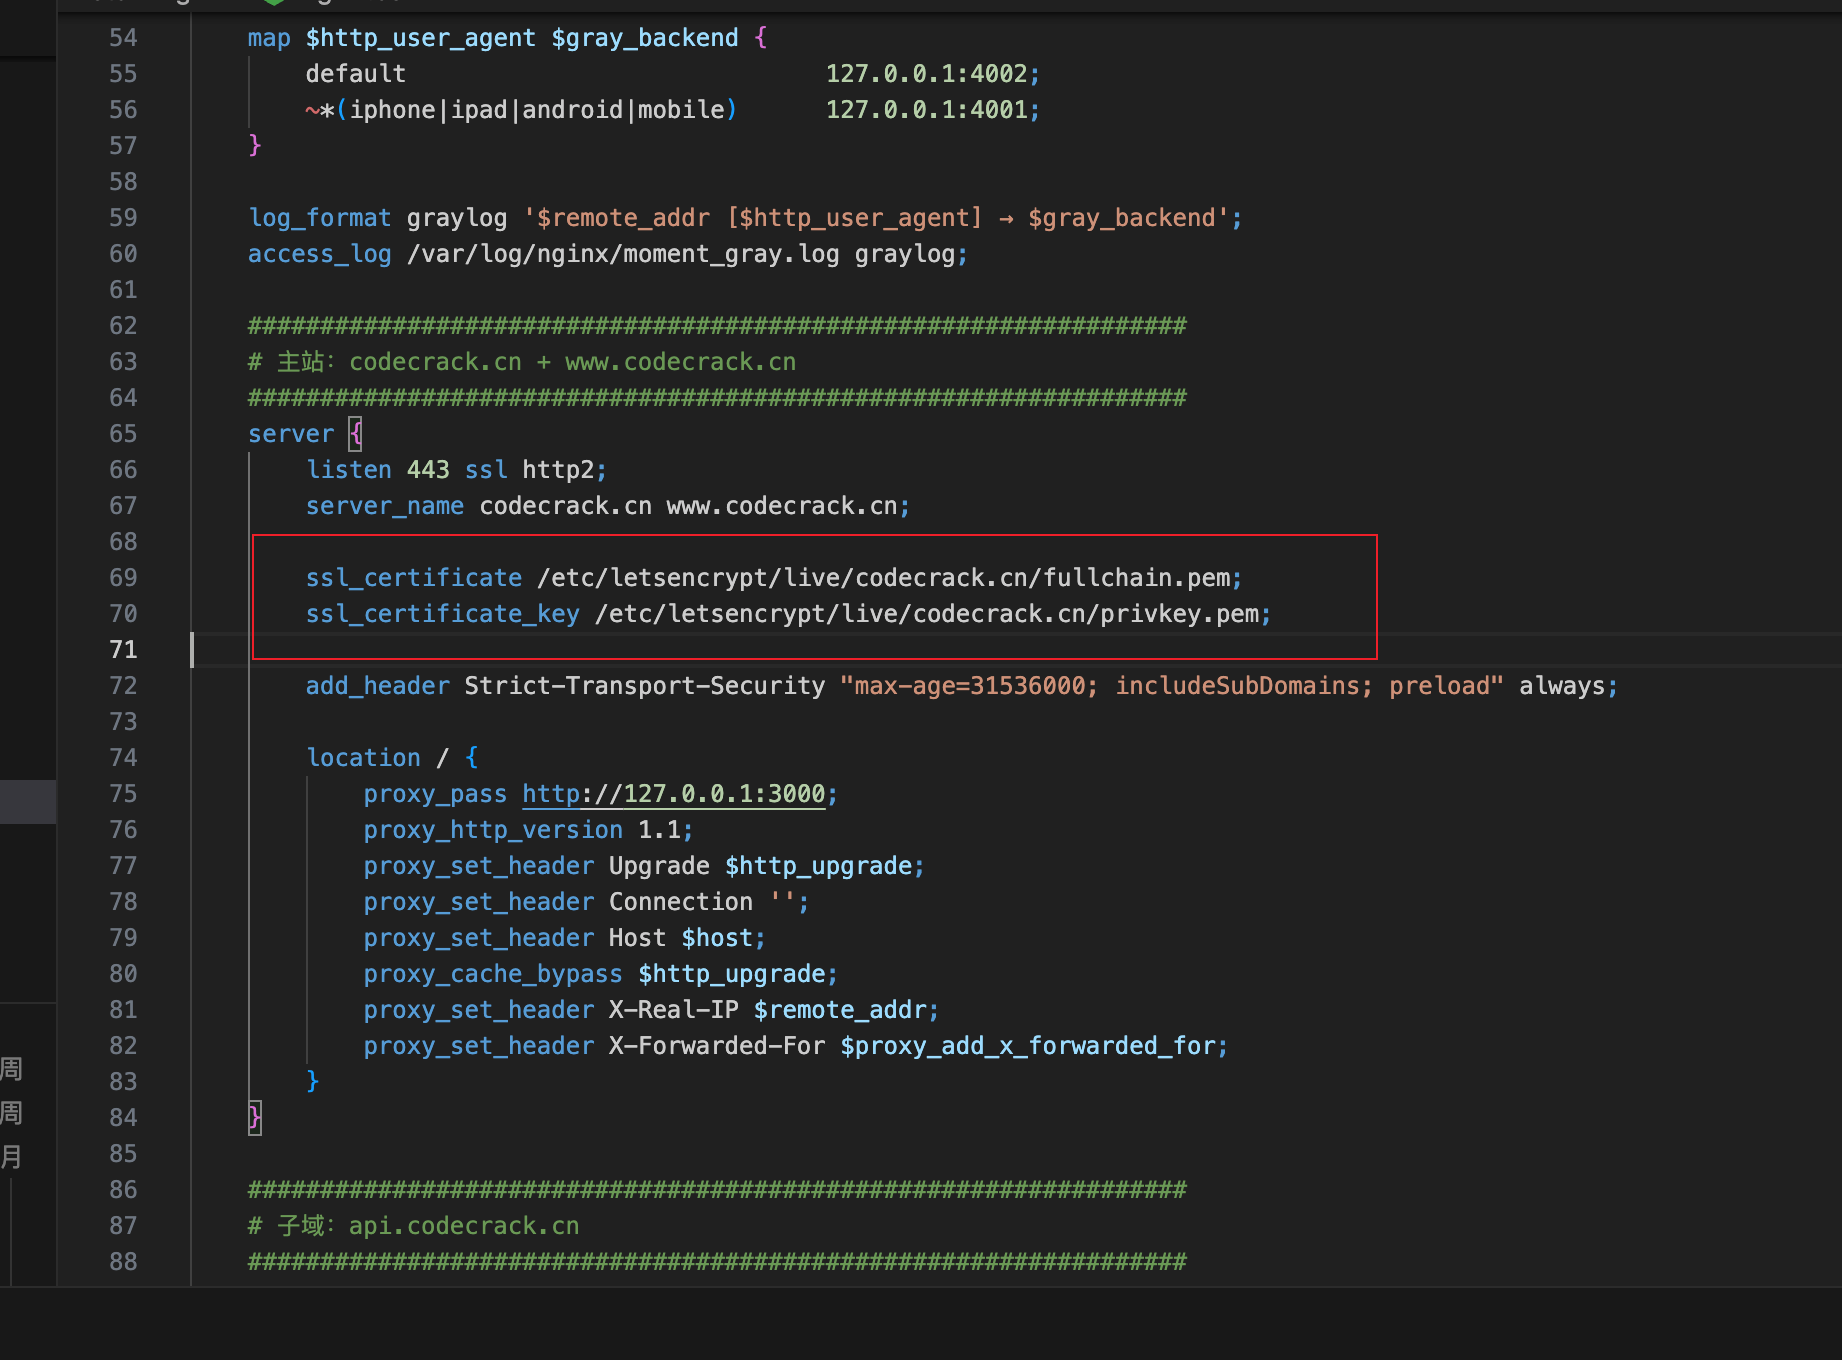 54 map $http_user_agent $gray_backend {
55 default 127.0.0.1:4002;
56 ~*(iphone|ipad|android|mobile) 127.0.0.1:4001;
57 }
58
59 log_format graylog '$remote_addr [$http_user_agent] → $gray_backend';
60 access_log /var/log/nginx/moment_gray.log graylog;
61
62 #################################################################
63 # 主站：codecrack.cn + www.codecrack.cn
64 #################################################################
65 server {
66 listen 443 ssl http2;
67 server_name codecrack.cn www.codecrack.cn;
68
69 ssl_certificate /etc/letsencrypt/live/codecrack.cn/fullchain.pem;
70 ssl_certificate_key /etc/letsencrypt/live/codecrack.cn/privkey.pem;
71
72 add_header Strict-Transport-Security "max-age=31536000; includeSubDomains; preload" always;
73
74 location / {
75 proxy_pass http://127.0.0.1:3000;
76 proxy_http_version 1.1;
77 proxy_set_header Upgrade $http_upgrade;
78 proxy_set_header Connection '';
79 proxy_set_header Host $host;
80 proxy_cache_bypass $http_upgrade;
81 proxy_set_header X-Real-IP $remote_addr;
82 proxy_set_header X-Forwarded-For $proxy_add_x_forwarded_for;
83 }
84 }
85
86 #################################################################
87 # 子域：api.codecrack.cn
88 #################################################################
周
周
月